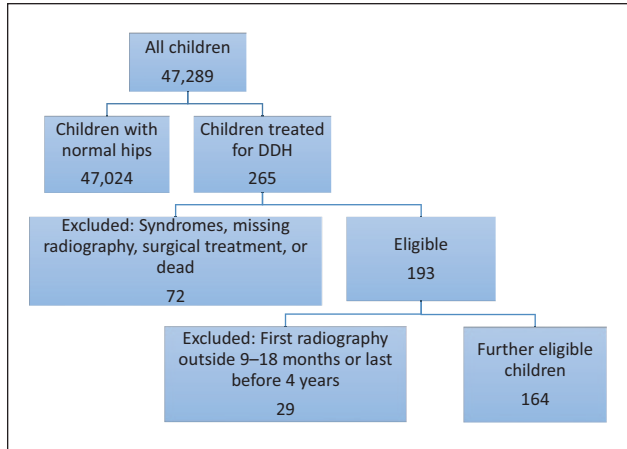 All children
47,289
Children with
normal hips
47,024
Children treated
for DDH
265
Excluded: Syndromes, missing
radiography, surgical treatment, or
dead
72
Eligible
193
Excluded: First radiography
outside 9–18 months or last
before 4 years
29
Further eligible
children
164